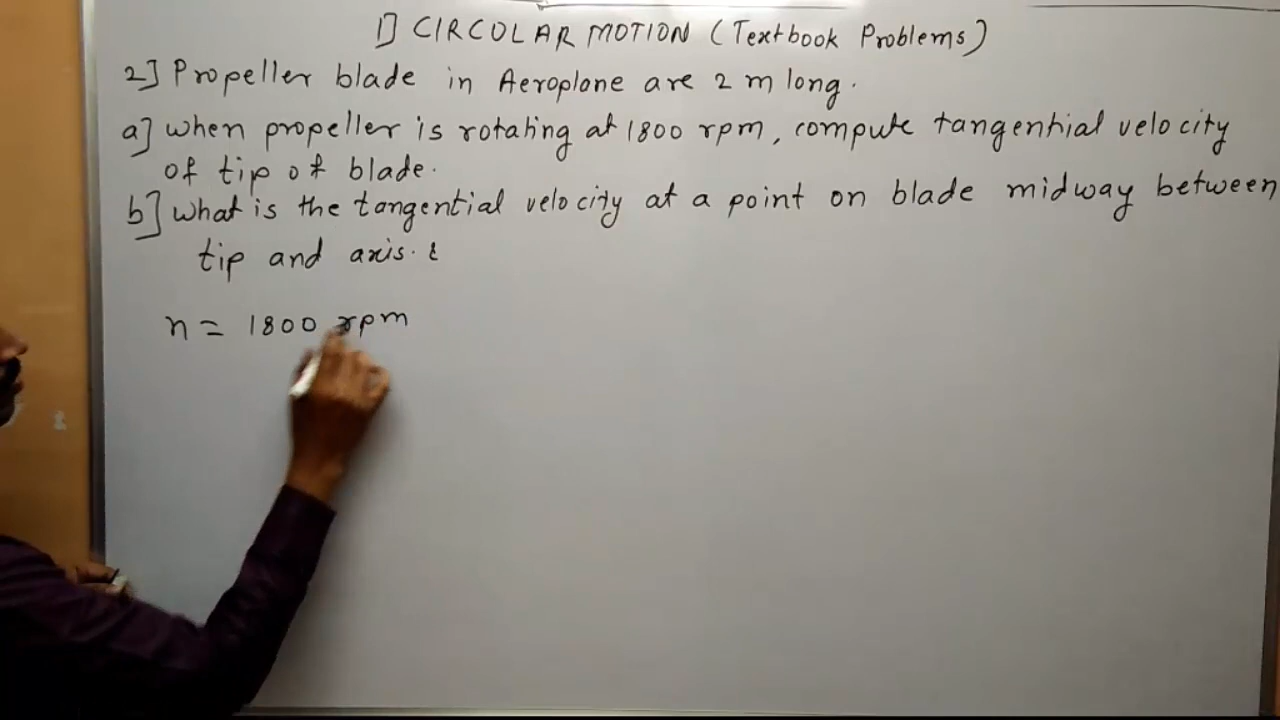 1] CIRCULAR MOTION (Textbook Problems)
2] Propeller blade in Aeroplane are 2 m long.
a] when propeller is rotating at 1800 rpm, compute tangential velocity
of tip of blade.
b] what is the tangential velocity at a point on blade midway between
tip and axis.
n = 1800 rpm